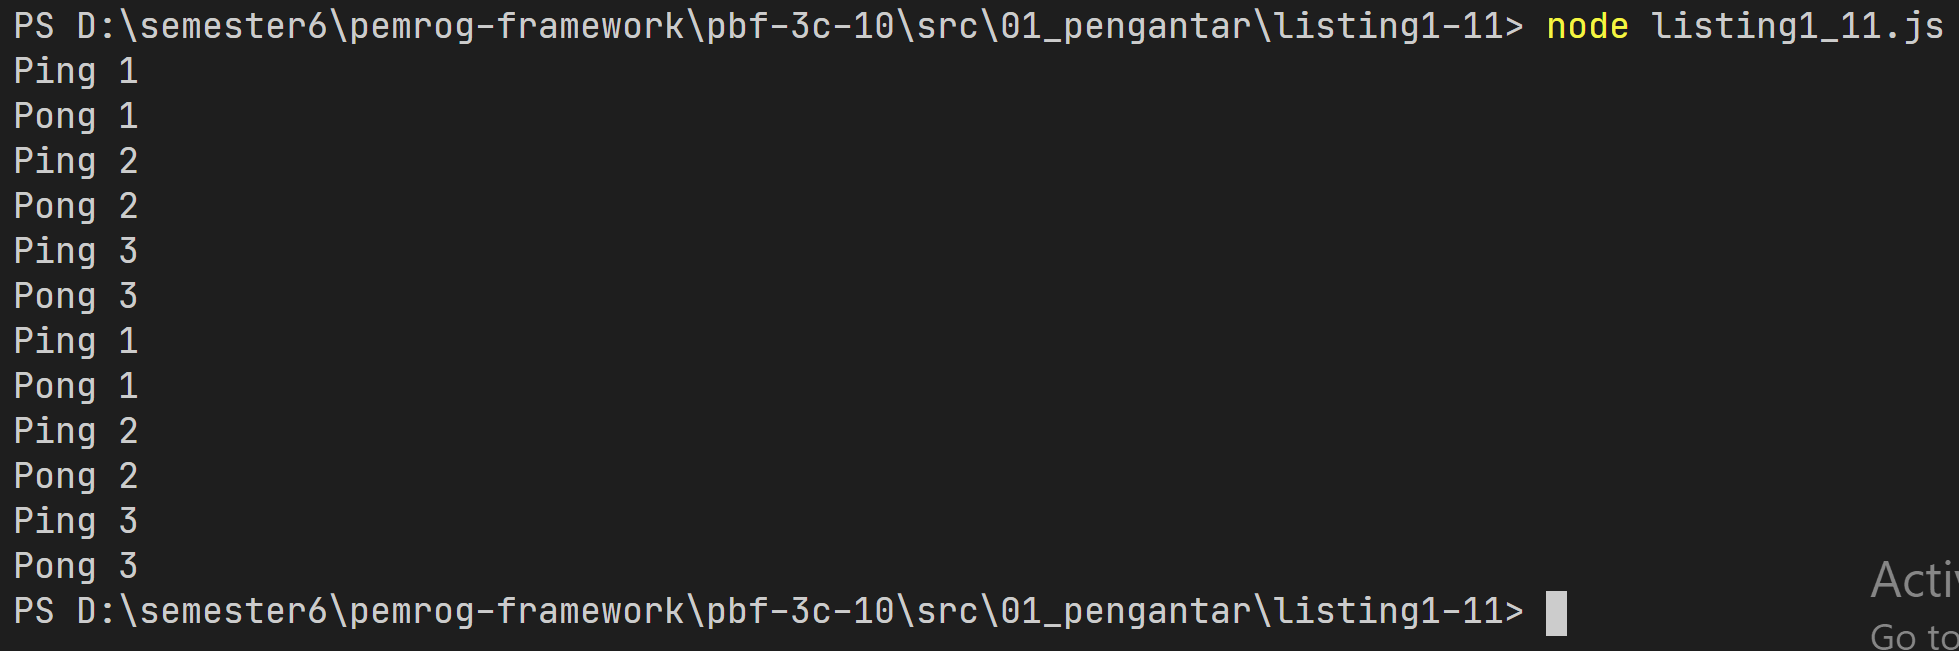 PS D:\semester6\pemrog-framework\pbf-3c-10\src\01_pengantar\listing1-11> node listing1_11.js
Ping 1
Pong 1
Ping 2
Pong 2
Ping 3
Pong 3
Ping 1
Pong 1
Ping 2
Pong 2
Ping 3
Pong 3
PS D:\semester6\pemrog-framework\pbf-3c-10\src\01_pengantar\listing1-11>
Go to